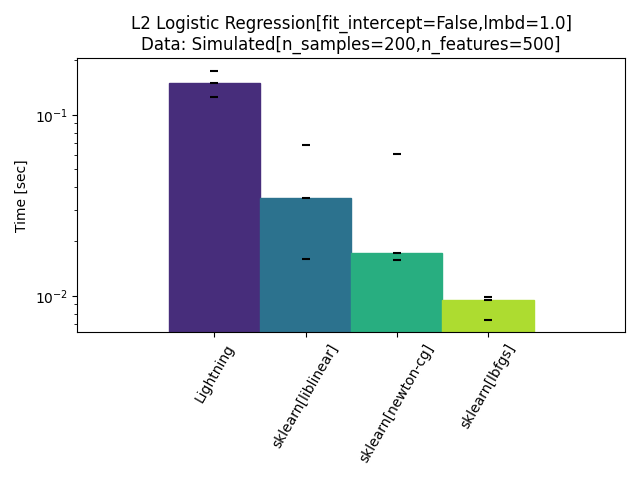 L2 Logistic Regression[fit_intercept=False,lmbd=1.0]
Data: Simulated[n_samples=200,n_features=500]
Time [sec]
10⁻¹
10⁻²
Lightning
sklearn[liblinear]
sklearn[newton-cg]
sklearn[lbfgs]